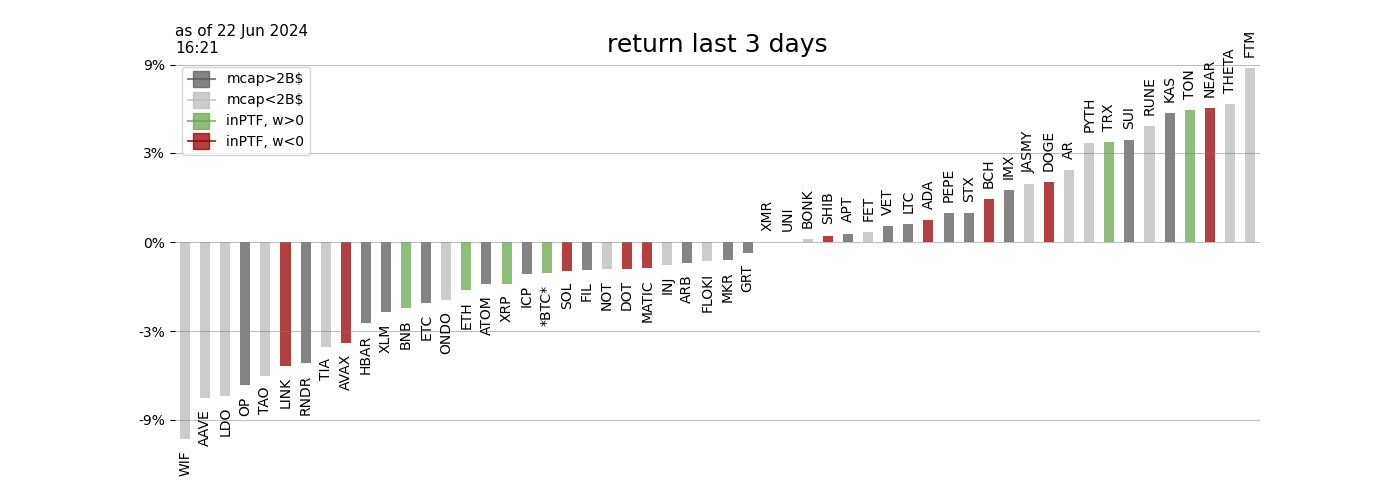 as of 22 Jun 2024
16:21
return last 3 days
9%
3%
0%
-3%
-9%
mcap>2B$
mcap<2B$
inPTF, w>0
inPTF, w<0
WIF
AAVE
LDO
OP
TAO
LINK
RNDR
TIA
AVAX
HBAR
XLM
BNB
ETC
ONDO
ETH
ATOM
XRP
ICP
*BTC*
SOL
FIL
NOT
DOT
MATIC
INJ
ARB
FLOKI
MKR
GRT
XMR
UNI
BONK
SHIB
APT
FET
VET
LTC
ADA
PEPE
STX
BCH
IMX
JASMY
DOGE
AR
PYTH
TRX
SUI
RUNE
KAS
TON
NEAR
THETA
FTM